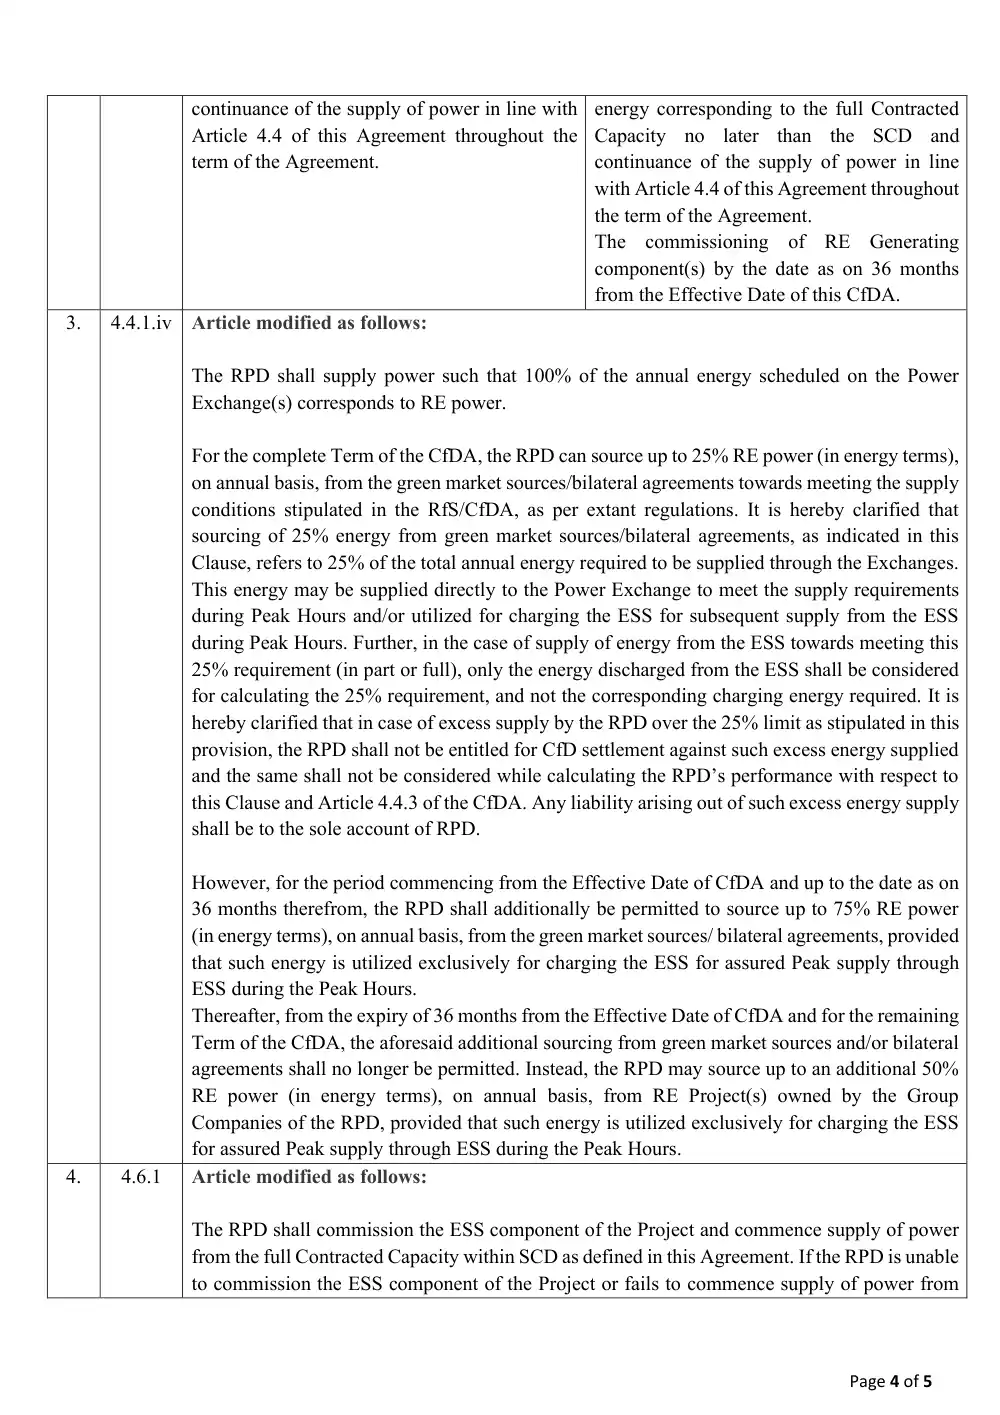 continuance of the supply of power in line with
Article 4.4 of this Agreement throughout the
term of the Agreement.
energy corresponding to the full Contracted
Capacity no later than the SCD and
continuance of the supply of power in line
with Article 4.4 of this Agreement throughout
the term of the Agreement.
The commissioning of RE Generating
component(s) by the date as on 36 months
from the Effective Date of this CfDA.
3. 4.4.1.iv Article modified as follows:
The RPD shall supply power such that 100% of the annual energy scheduled on the Power
Exchange(s) corresponds to RE power.
For the complete Term of the CfDA, the RPD can source up to 25% RE power (in energy terms),
on annual basis, from the green market sources/bilateral agreements towards meeting the supply
conditions stipulated in the RfS/CfDA, as per extant regulations. It is hereby clarified that
sourcing of 25% energy from green market sources/bilateral agreements, as indicated in this
Clause, refers to 25% of the total annual energy required to be supplied through the Exchanges.
This energy may be supplied directly to the Power Exchange to meet the supply requirements
during Peak Hours and/or utilized for charging the ESS for subsequent supply from the ESS
during Peak Hours. Further, in the case of supply of energy from the ESS towards meeting this
25% requirement (in part or full), only the energy discharged from the ESS shall be considered
for calculating the 25% requirement, and not the corresponding charging energy required. It is
hereby clarified that in case of excess supply by the RPD over the 25% limit as stipulated in this
provision, the RPD shall not be entitled for CfD settlement against such excess energy supplied
and the same shall not be considered while calculating the RPD’s performance with respect to
this Clause and Article 4.4.3 of the CfDA. Any liability arising out of such excess energy supply
shall be to the sole account of RPD.
However, for the period commencing from the Effective Date of CfDA and up to the date as on
36 months therefrom, the RPD shall additionally be permitted to source up to 75% RE power
(in energy terms), on annual basis, from the green market sources/ bilateral agreements, provided
that such energy is utilized exclusively for charging the ESS for assured Peak supply through
ESS during the Peak Hours.
Thereafter, from the expiry of 36 months from the Effective Date of CfDA and for the remaining
Term of the CfDA, the aforesaid additional sourcing from green market sources and/or bilateral
agreements shall no longer be permitted. Instead, the RPD may source up to an additional 50%
RE power (in energy terms), on annual basis, from RE Project(s) owned by the Group
Companies of the RPD, provided that such energy is utilized exclusively for charging the ESS
for assured Peak supply through ESS during the Peak Hours.
4. 4.6.1 Article modified as follows:
The RPD shall commission the ESS component of the Project and commence supply of power
from the full Contracted Capacity within SCD as defined in this Agreement. If the RPD is unable
to commission the ESS component of the Project or fails to commence supply of power from
Page 4 of 5